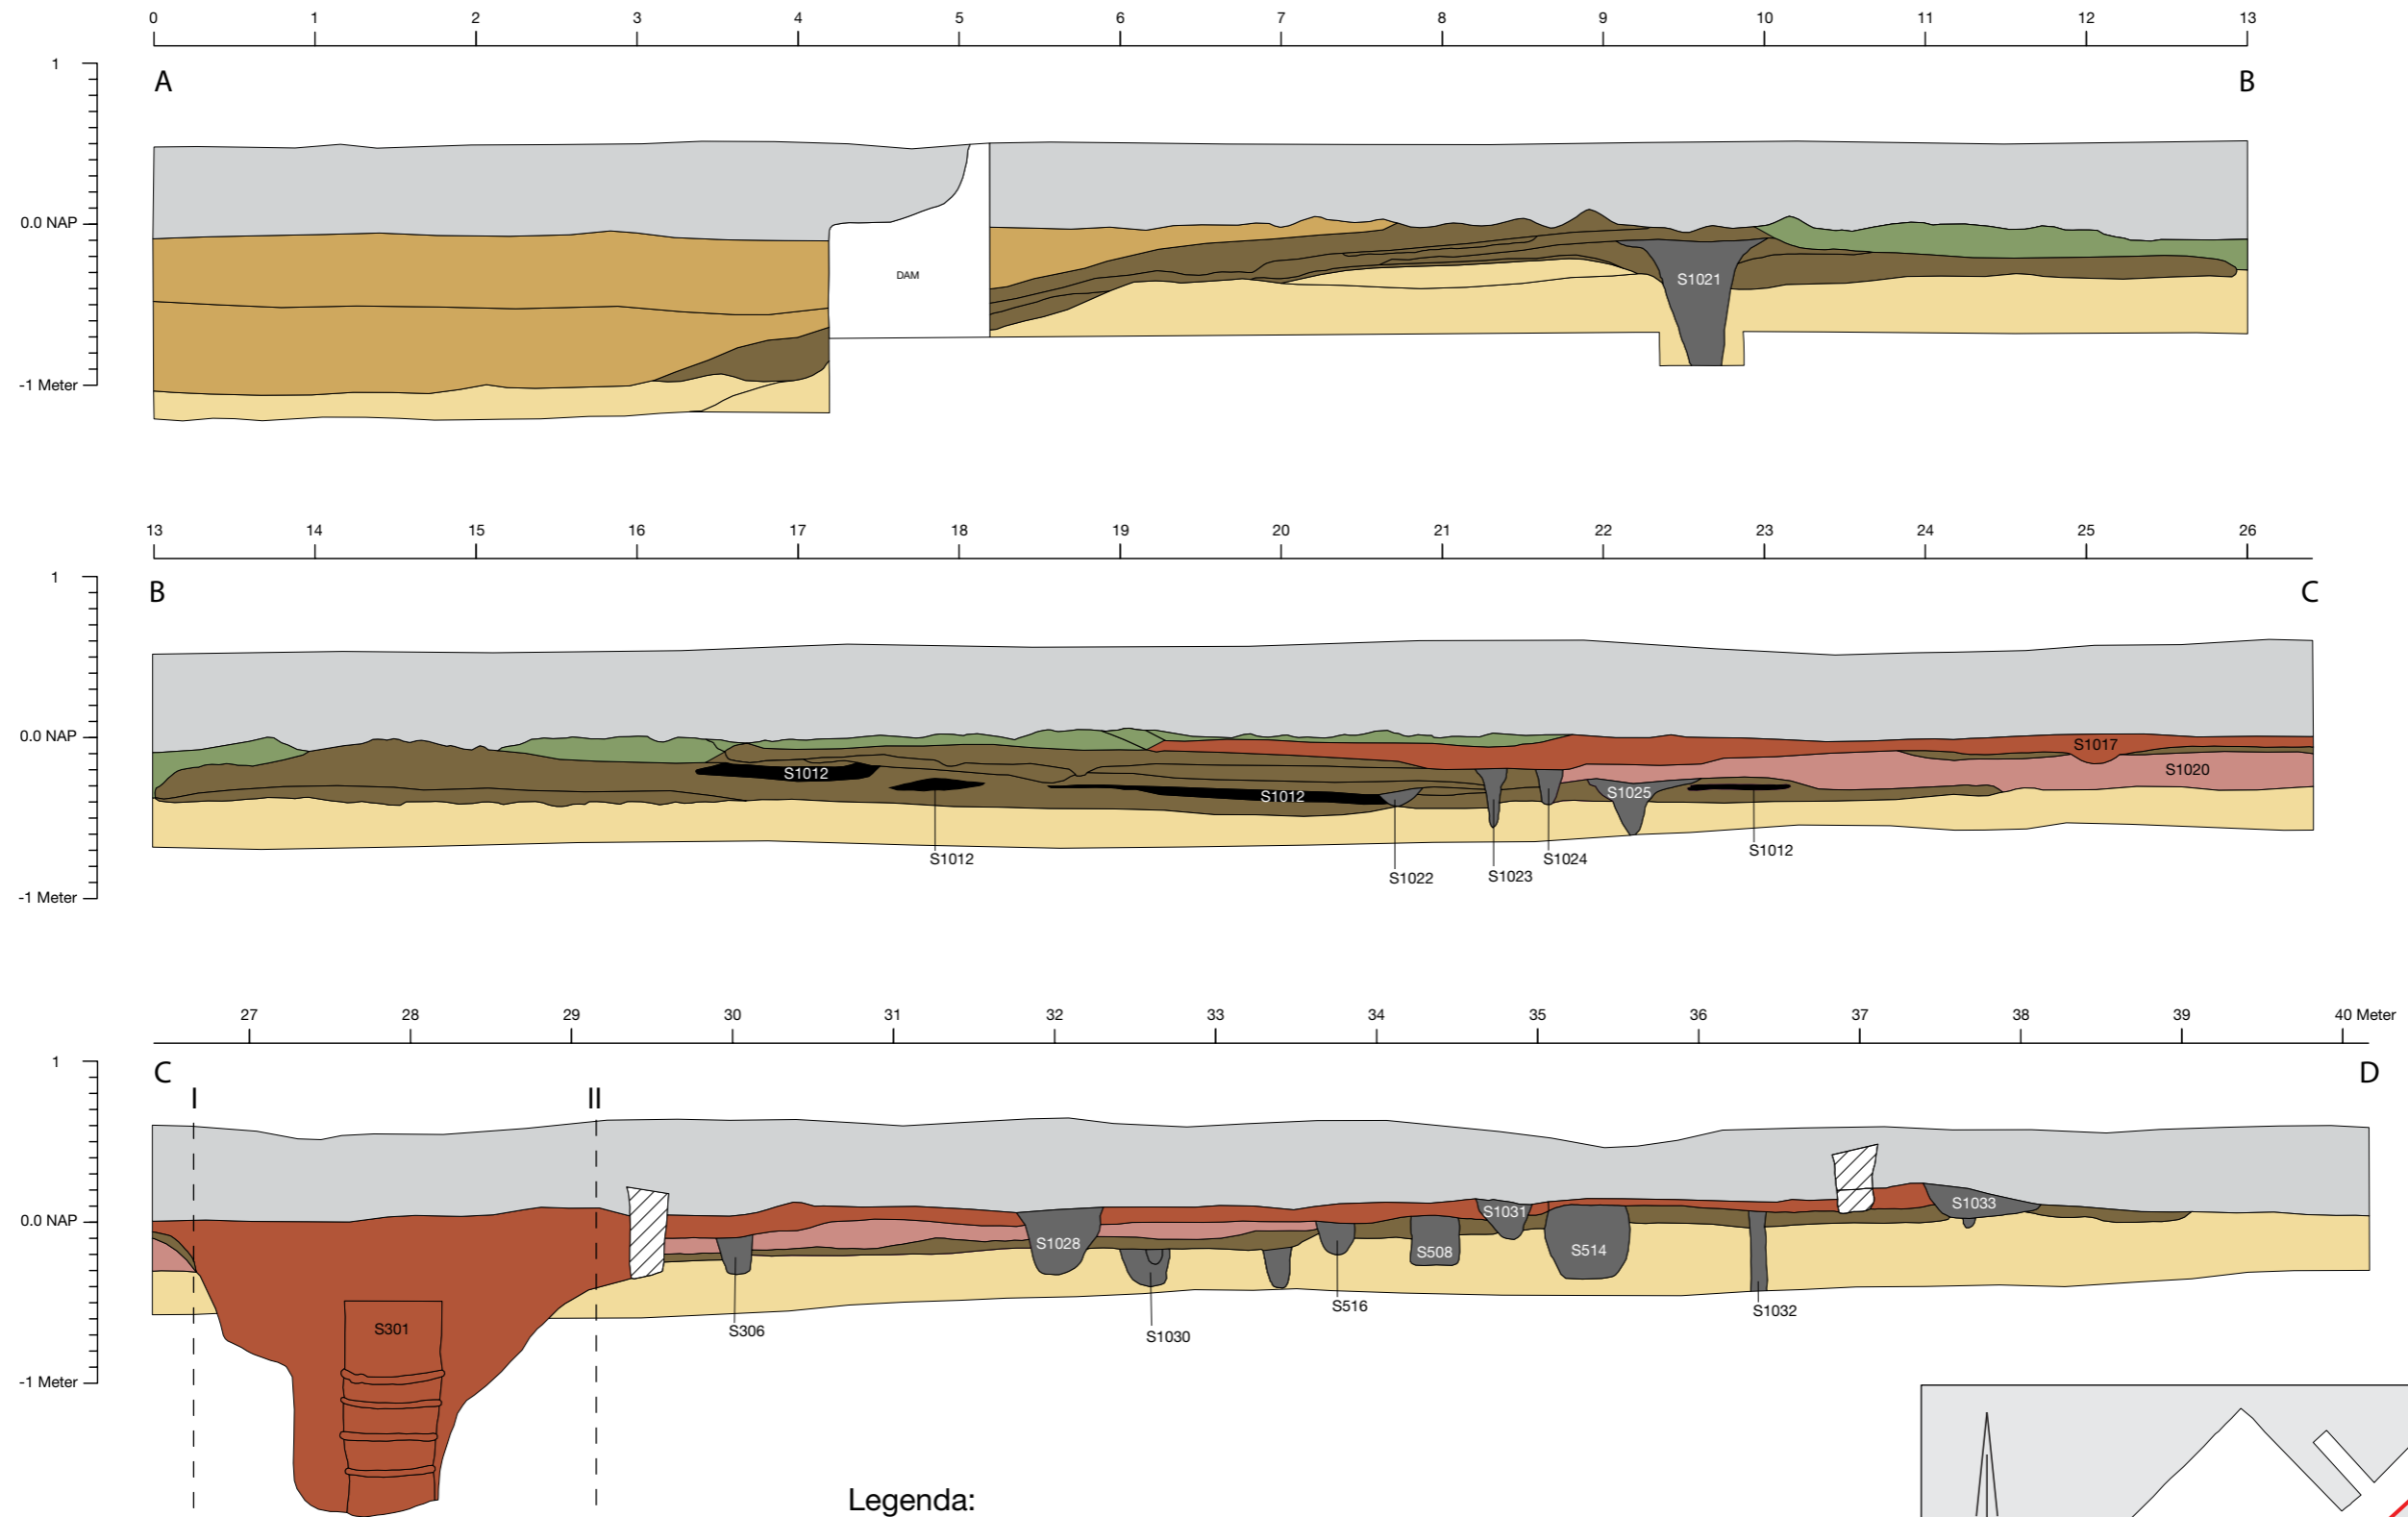 0 1 2 3 4 5 6 7 8 9 10 11 12 13
1
A B
0.0 NAP
DAM
S1021
-1 Meter
13 14 15 16 17 18 19 20 21 22 23 24 25 26
1
B C
0.0 NAP
S1017
S1012
S1020
S1025
S1012
S1012
S1012
S1024
S1022
S1023
-1 Meter
27 28 29 30 31 32 33 34 35 36 37 38 39 40 Meter
1
C D
I II
S1033
S1031
0.0 NAP
S1028
S514
S508
S516
S1032
S301
S306
S1030
-1 Meter
Legenda: